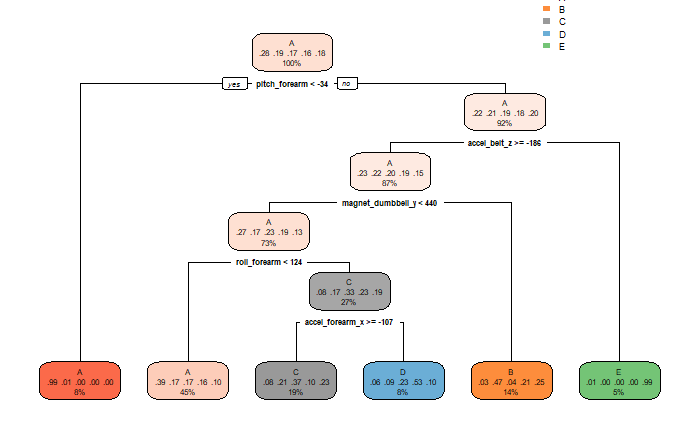 B
C
D
E
A
.28 .19 .17 .16 .18
100%
yes
pitch_forearm < -34
no
A
.22 .21 .19 .18 .20
92%
accel_belt_z >= -186
A
.23 .22 .20 .19 .15
87%
magnet_dumbbell_y < 440
A
.27 .17 .23 .19 .13
73%
roll_forearm < 124
C
.08 .17 .33 .23 .19
27%
accel_forearm_x >= -107
A
.99 .01 .00 .00 .00
8%
A
.39 .17 .17 .16 .10
45%
C
.08 .21 .37 .10 .23
19%
D
.06 .09 .23 .53 .10
8%
B
.03 .47 .04 .21 .25
14%
E
.01 .00 .00 .00 .99
5%